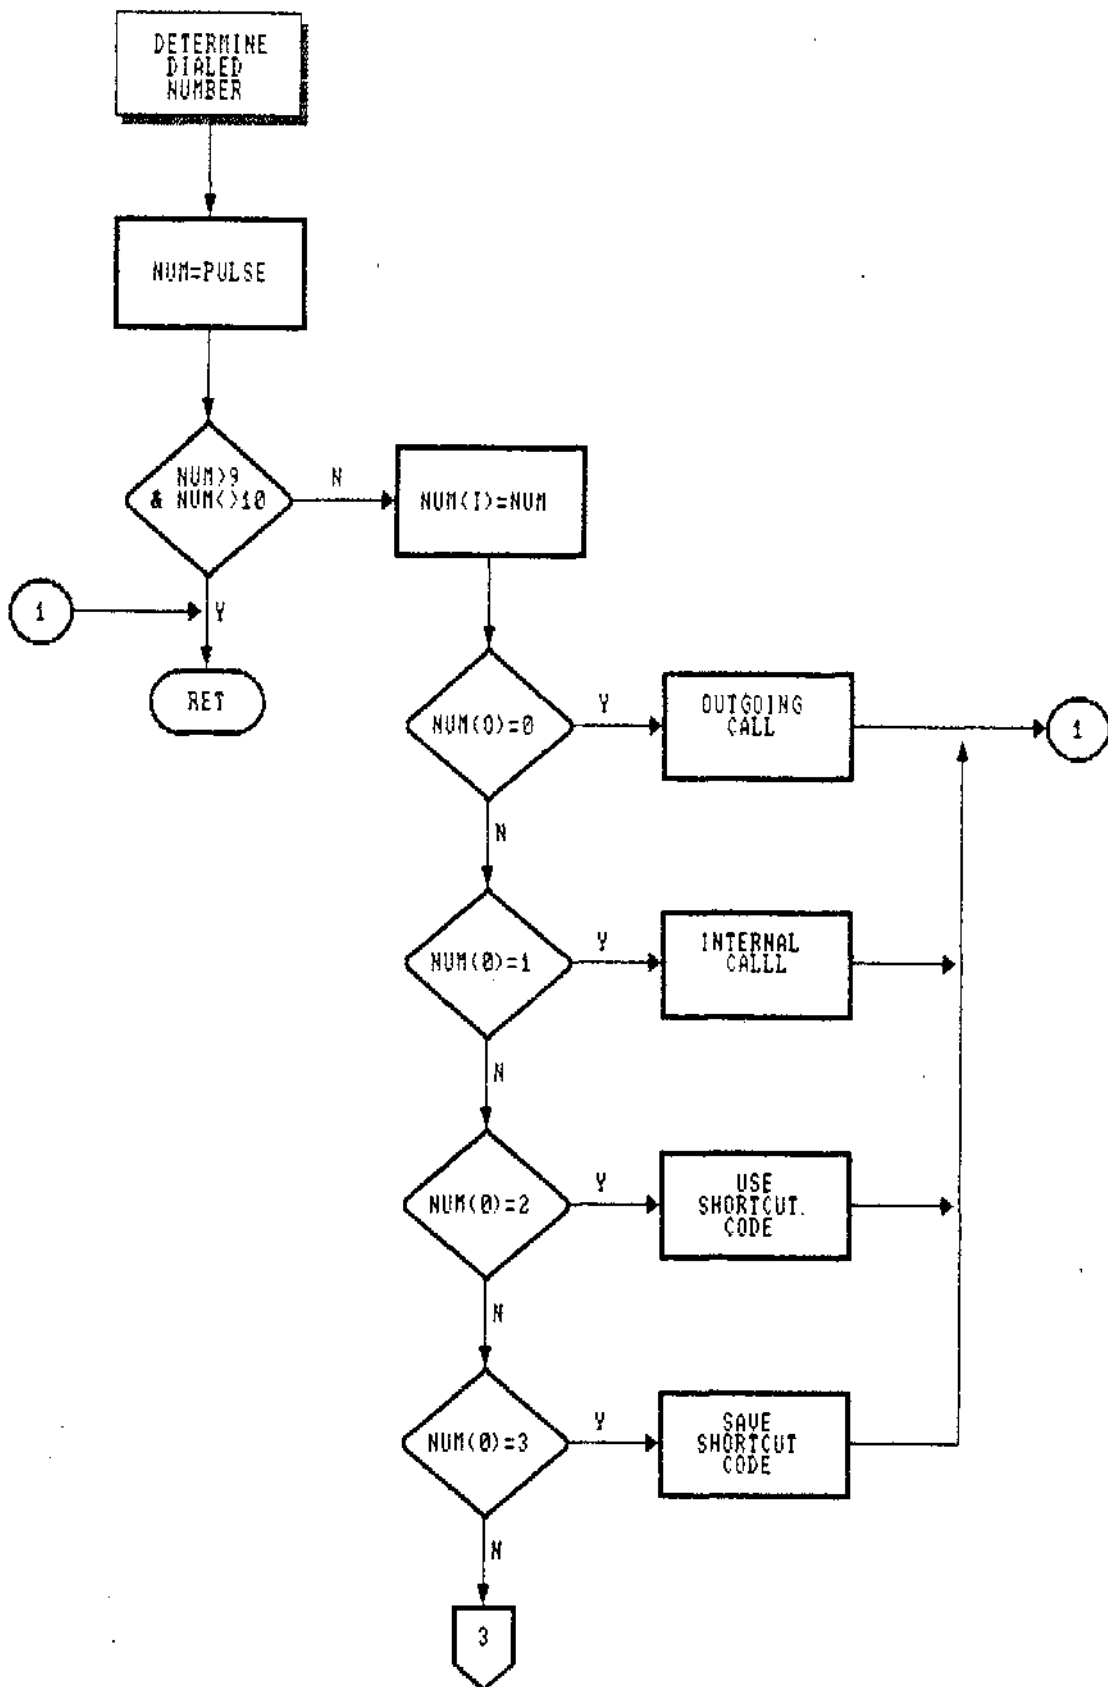 DETERMINE
DIALED
NUMBER
NUM=PULSE
NUM>9
& NUM<>10
N
NUM(I)=NUM
1
Y
RET
NUM(O)=0
Y
OUTGOING
CALL
1
N
NUM(0)=1
Y
INTERNAL
CALLL
N
NUM(0)=2
Y
USE
SHORTCUT
CODE
N
NUM(0)=3
Y
SAVE
SHORTCUT
CODE
N
3